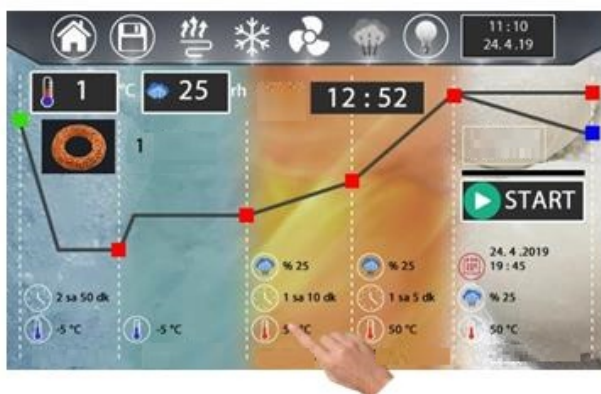 11:10
24.4.19
1 °C
25 rh
12:52
1
START
24.4.2019
19:45
% 25
% 25
2 sa 50 dk
1 sa 10 dk
1 sa 5 dk
% 25
-5 °C
-5 °C
°C
50 °C
50 °C